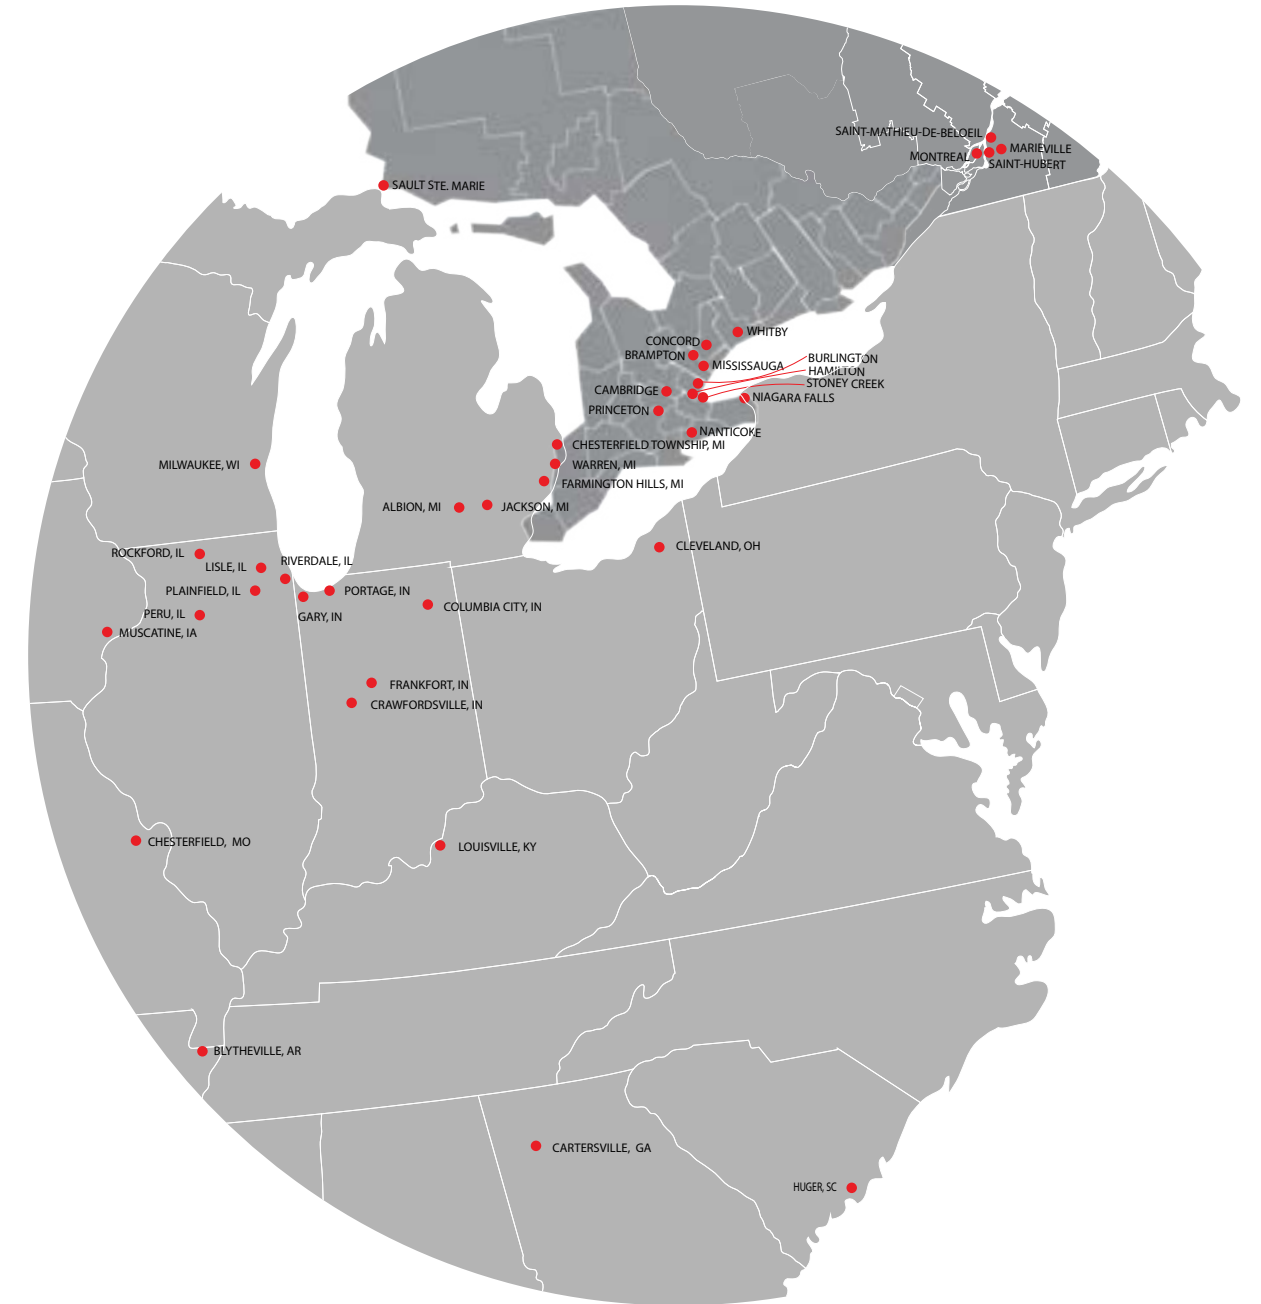 SAINT-MATHIEU-DE-BELOEIL
MARIEVILLE
MONTREAL
SAINT-HUBERT
SAULT STE. MARIE
WHITBY
CONCORD
BRAMPTON
MISSISSAUGA
BURLINGTON
HAMILTON
STONEY CREEK
CAMBRIDGE
NIAGARA FALLS
PRINCETON
NANTICOKE
CHESTERFIELD TOWNSHIP, MI
MILWAUKEE, WI
WARREN, MI
FARMINGTON HILLS, MI
ALBION, MI
JACKSON, MI
CLEVELAND, OH
ROCKFORD, IL
RIVERDALE, IL
LISLE, IL
PLAINFIELD, IL
PORTAGE, IN
COLUMBIA CITY, IN
PERU, IL
GARY, IN
MUSCATINE, IA
FRANKFORT, IN
CRAWFORDSVILLE, IN
CHESTERFIELD, MO
LOUISVILLE, KY
BLYTHEVILLE, AR
CARTERSVILLE, GA
HUGER, SC